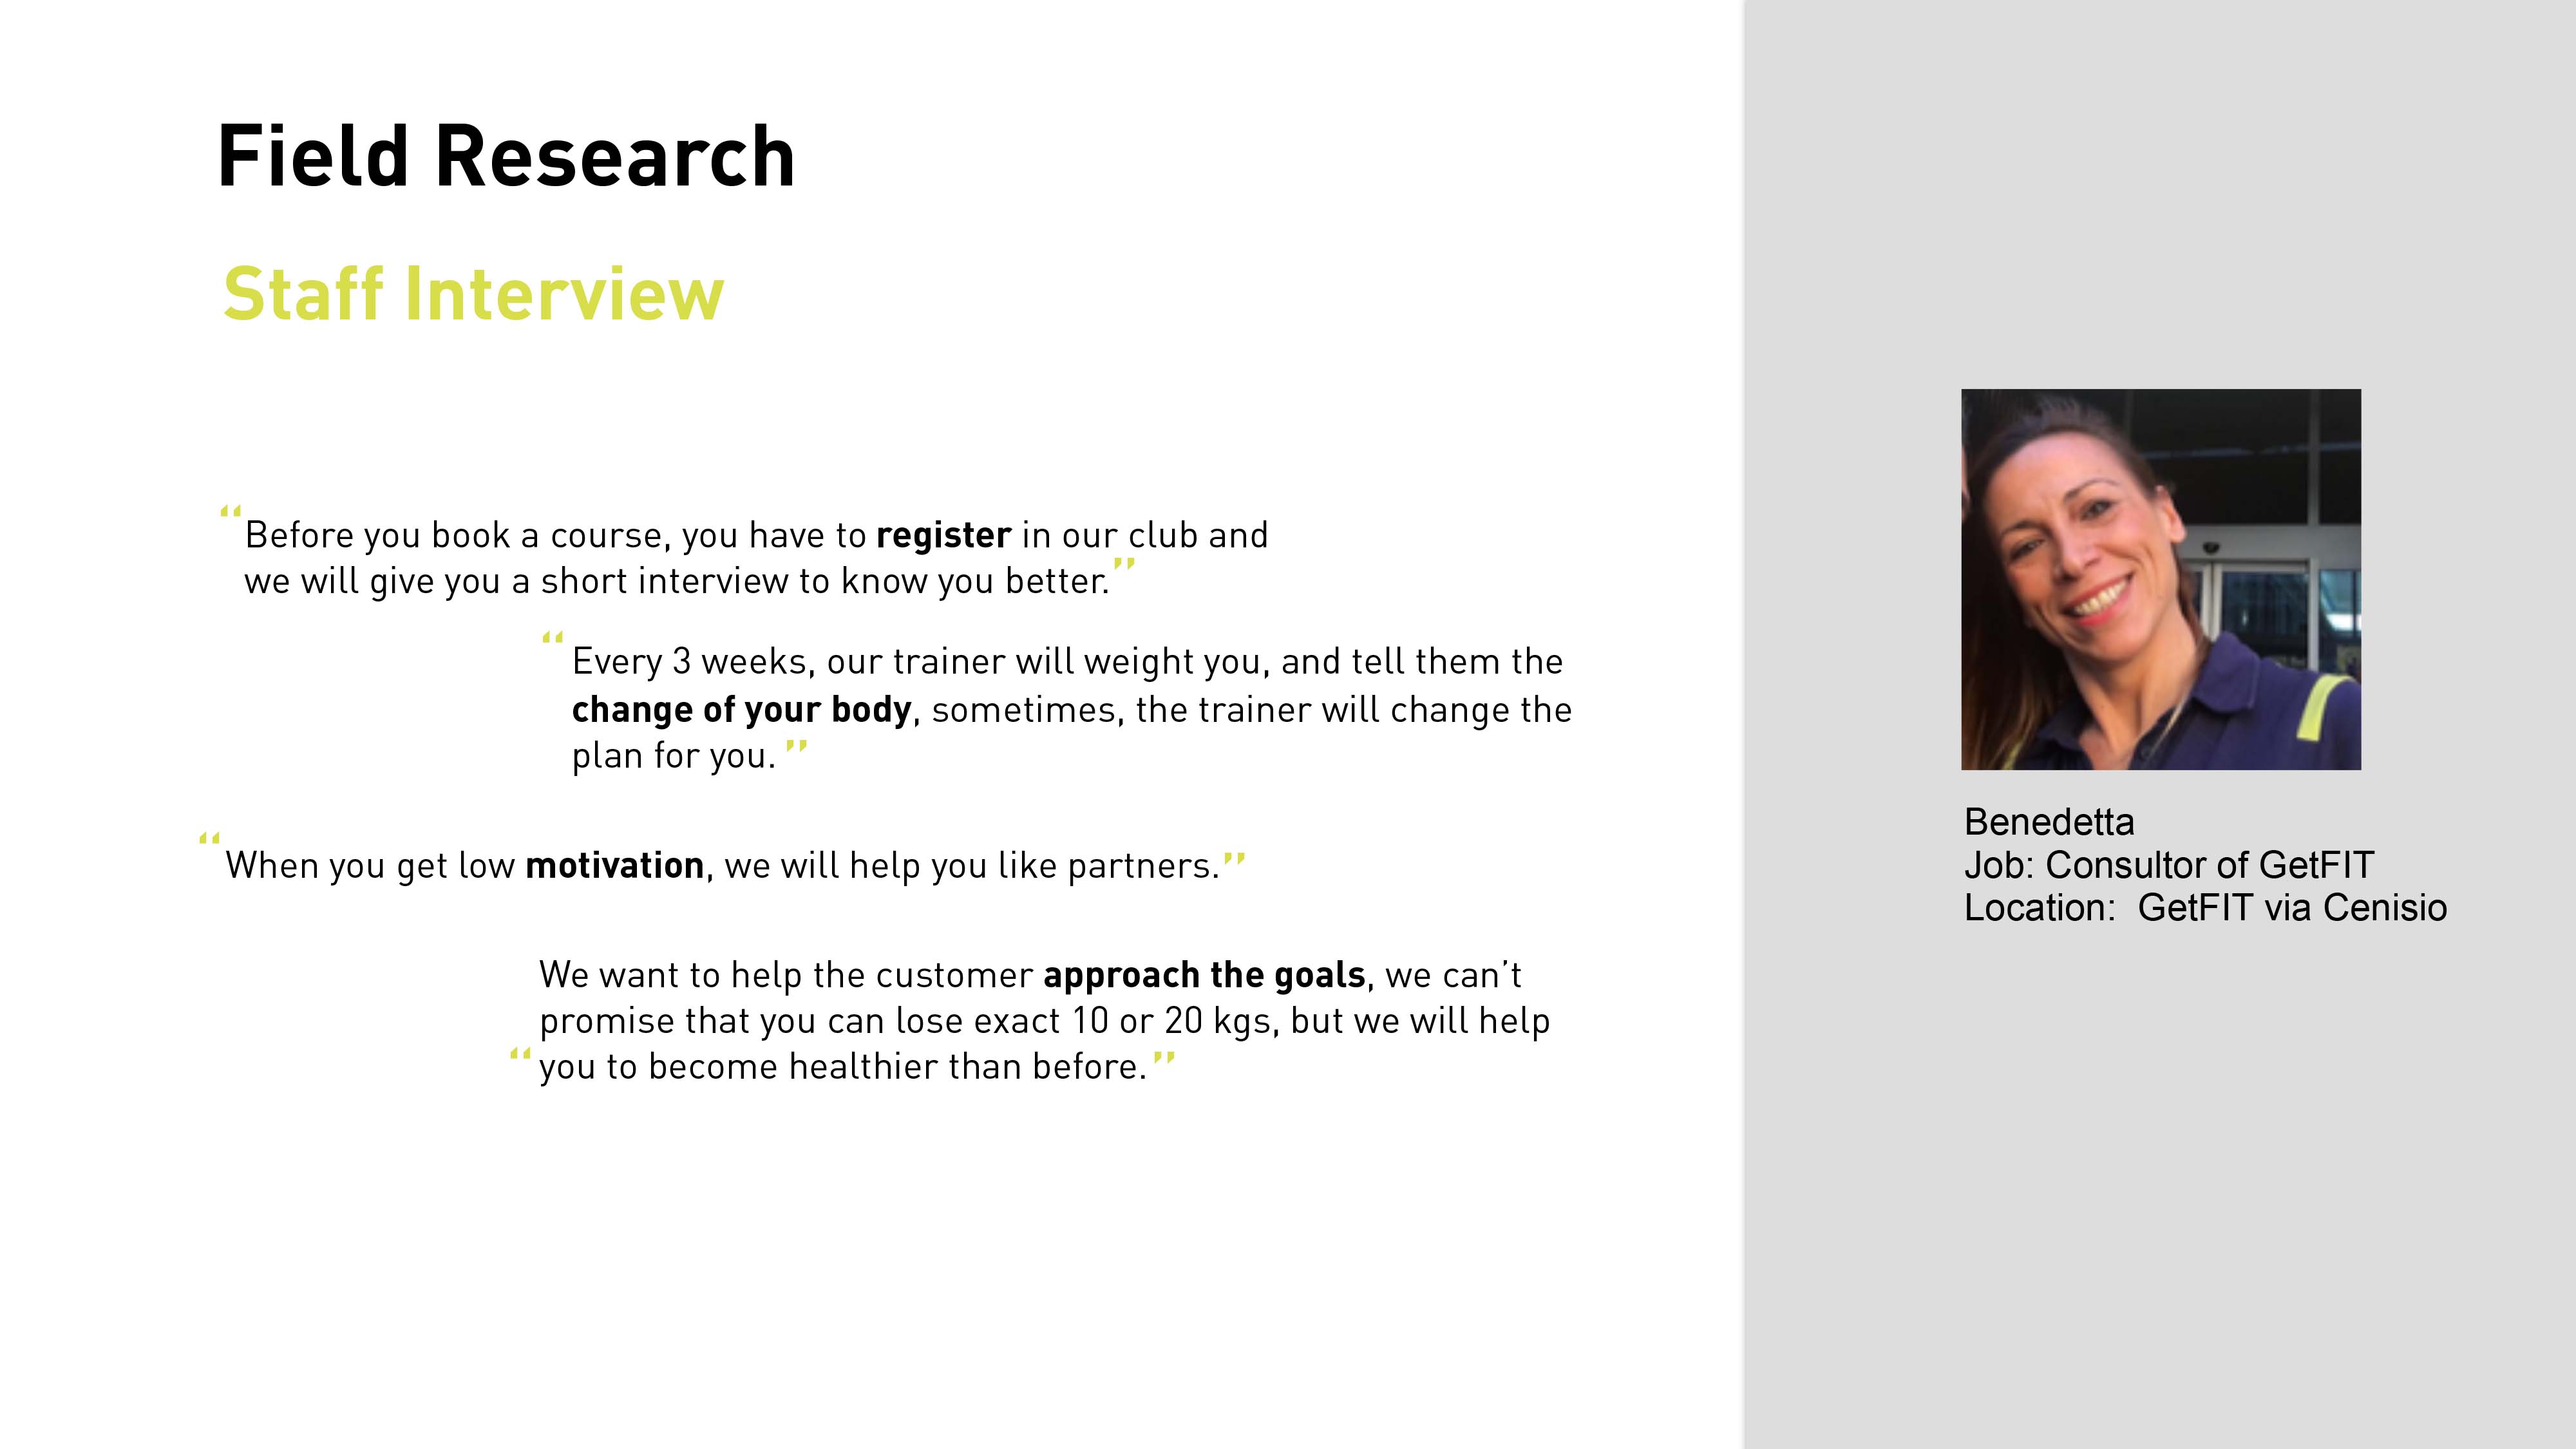 Field Research
Staff Interview
“Before you book a course, you have to register in our club and
we will give you a short interview to know you better.”
“Every 3 weeks, our trainer will weight you, and tell them the
change of your body, sometimes, the trainer will change the
plan for you.”
“When you get low motivation, we will help you like partners.”
We want to help the customer approach the goals, we can’t
promise that you can lose exact 10 or 20 kgs, but we will help
“you to become healthier than before.”
Benedetta
Job: Consultor of GetFIT
Location:  GetFIT via Cenisio